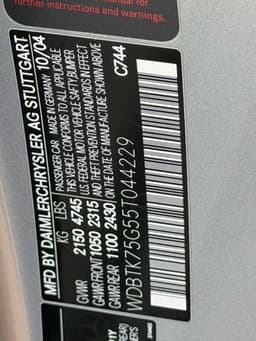 further instructions and warnings.
MFD BY DAIMLERCHRYSLER AG STUTTGART 10/04
KG LBS PASSENGER CAR MADE IN GERMANY
GVWR 2150 4745 THIS VEHICLE CONFORMS TO ALL APPLICABLE
GAWR FRONT 1050 2315 U.S. FEDERAL MOTOR VEHICLE SAFTY, BUMPER
GAWR REAR 1100 2430 AND THEFT PREVENTION STANDARDS IN EFFECT
ON THE DATE OF MANUFACTURE SHOWN ABOVE
C744
WDBTK75G55T044229